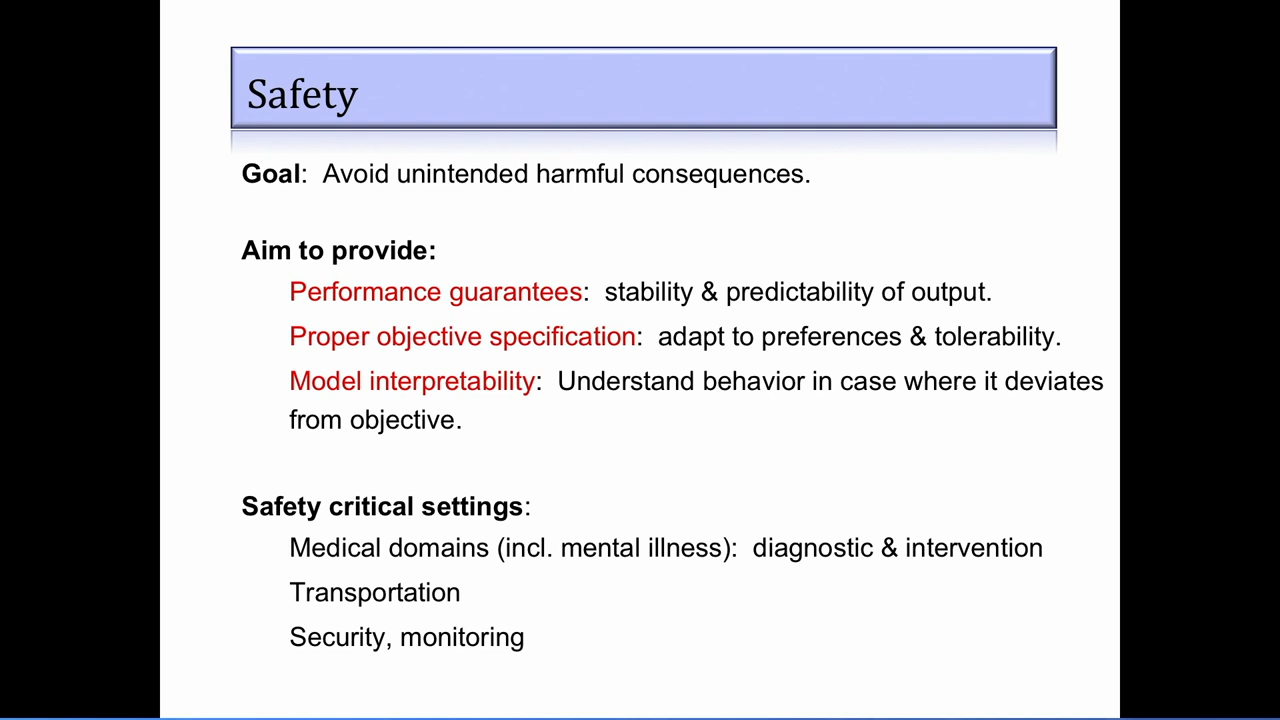 Safety
Goal: Avoid unintended harmful consequences.
Aim to provide:
Performance guarantees: stability & predictability of output.
Proper objective specification: adapt to preferences & tolerability.
Model interpretability: Understand behavior in case where it deviates
from objective.
Safety critical settings:
Medical domains (incl. mental illness): diagnostic & intervention
Transportation
Security, monitoring